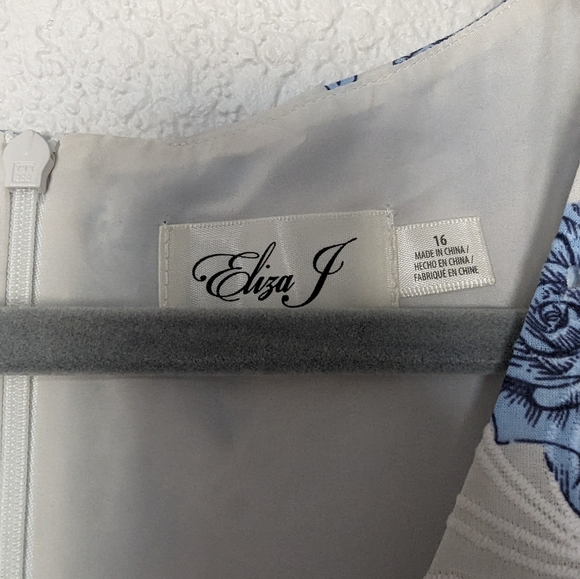 Eliza J
16
MADE IN CHINA /
HECHO EN CHINA /
FABRIQUÉ EN CHINE